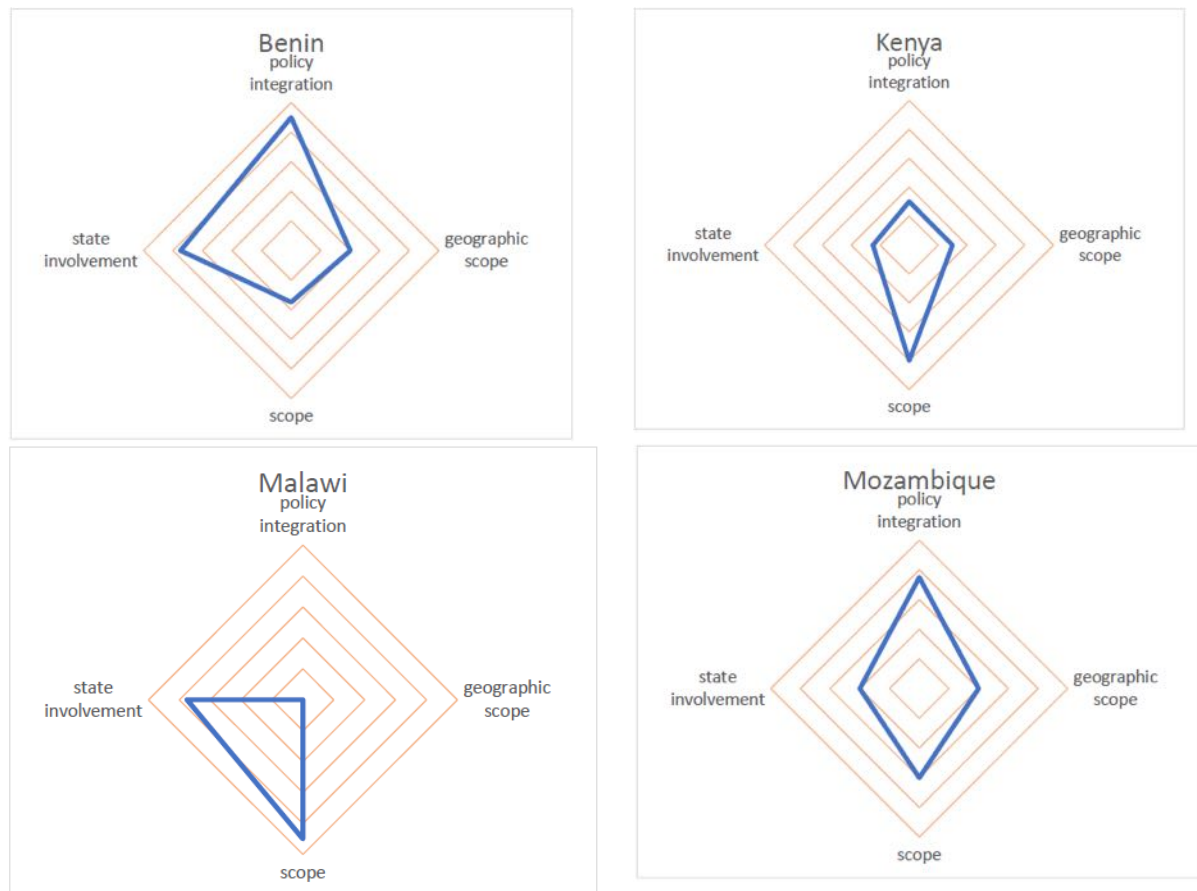 Benin
policy
integration
state
involvement
geographic
scope
scope
Kenya
policy
integration
state
involvement
geographic
scope
scope
Malawi
policy
integration
state
involvement
geographic
scope
scope
Mozambique
policy
integration
state
involvement
geographic
scope
scope